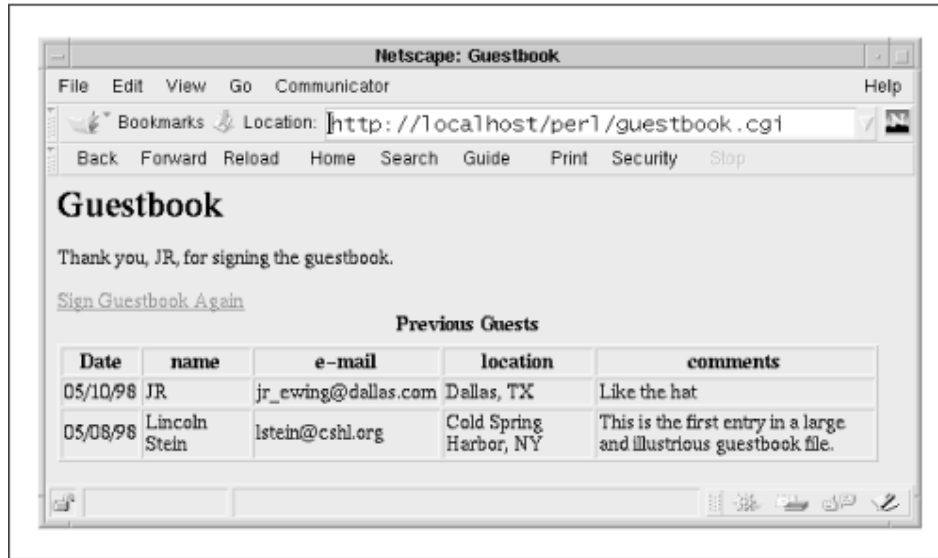 Netscape: Guestbook
File Edit View Go Communicator Help
Bookmarks Location: http://localhost/perl/guestbook.cgi N
Back Forward Reload Home Search Guide Print Security Stop
Guestbook
Thank you, JR, for signing the guestbook.
Sign Guestbook Again
Previous Guests
Date name e-mail location comments
05/10/98 JR jr_ewing@dallas.com Dallas, TX Like the hat
05/08/98 Lincoln Stein lstein@cshl.org Cold Spring Harbor, NY This is the first entry in a large and illustrious guestbook file.